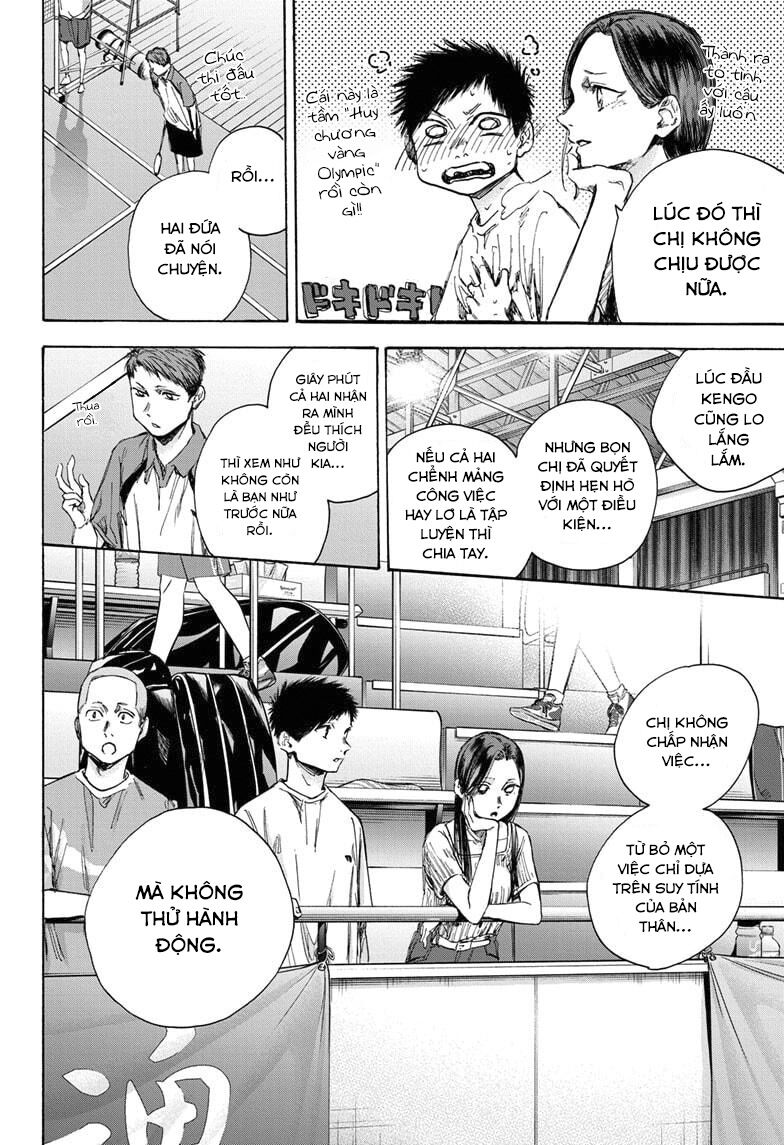 Thành ra
tỏ tình
với cậu
ấy luôn.
LÚC ĐÓ THÌ
CHỊ KHÔNG
CHỊU ĐƯỢC
NỮA.
Cái này là
tầm "Huy
chương
vàng
Olympic"
rồi còn
gì!!
ドキドキ
Chúc
thi đấu
tốt.
RỒI...
HAI ĐỨA
ĐÃ NÓI
CHUYỆN.
LÚC ĐẦU
KENGO
CŨNG LO
LẮNG
LẮM.
NHƯNG BỌN
CHỊ ĐÃ QUYẾT
ĐỊNH HẸN HÒ
VỚI MỘT ĐIỀU
KIỆN...
NẾU CẢ HAI
CHỂNH MẢNG
CÔNG VIỆC
HAY LƠ LÀ TẬP
LUYỆN THÌ
CHIA TAY.
GIÂY PHÚT
CẢ HAI NHẬN
RA MÌNH
ĐỀU THÍCH
NGƯỜI
KIA...
THÌ XEM NHƯ
KHÔNG CÒN
LÀ BẠN NHƯ
TRƯỚC NỮA
RỒI.
Thua
rồi.
CHỊ KHÔNG
CHẤP NHẬN
VIỆC...
TỪ BỎ MỘT
VIỆC CHỈ DỰA
TRÊN SUY TÍNH
CỦA BẢN
THÂN...
MÀ KHÔNG
THỬ HÀNH
ĐỘNG.